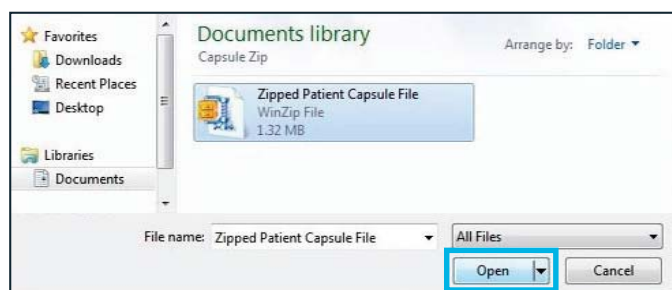 Favorites
Downloads
Recent Places
Desktop
Libraries
Documents
Documents library
Capsule Zip
Arrange by: Folder
Zipped Patient Capsule File
WinZip File
1.32 MB
File name: Zipped Patient Capsule File
All Files
Open
Cancel